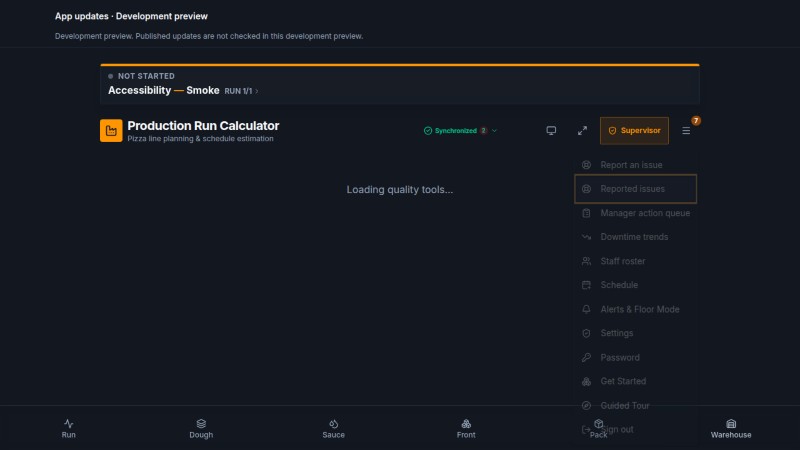 App updates · Development preview
Development preview. Published updates are not checked in this development preview.
NOT STARTED
Accessibility — Smoke RUN 1/1 ›
Production Run Calculator
Pizza line planning & schedule estimation
Synchronized 2
Supervisor
7
Loading quality tools...
Report an issue
Reported issues
Manager action queue
Downtime trends
Staff roster
Schedule
Alerts & Floor Mode
Settings
Password
Get Started
Guided Tour
Sign out
Run
Dough
Sauce
Front
Pack
Warehouse